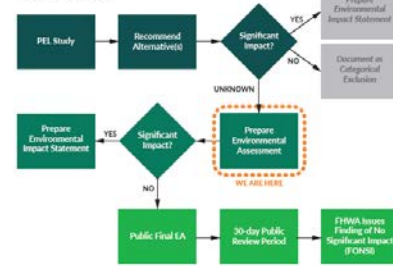 Prepare
Environmental
Impact Statement
YES
PEL Study
Recommend
Alternative(s)
Significant
Impact?
NO
Document as
Categorical
Exclusion
UNKNOWN
Prepare
Environmental
Impact Statement
YES
Significant
Impact?
Prepare
Environmental
Assessment
WE ARE HERE
NO
Public Final EA
30-day Public
Review Period
FHWA Issues
Finding of No
Significant Impact
(FONSI)